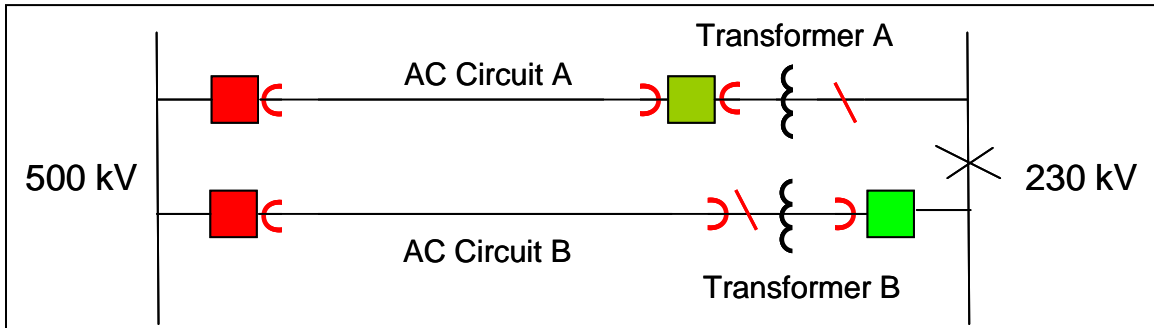 Transformer A
AC Circuit A
500 kV
230 kV
AC Circuit B
Transformer B